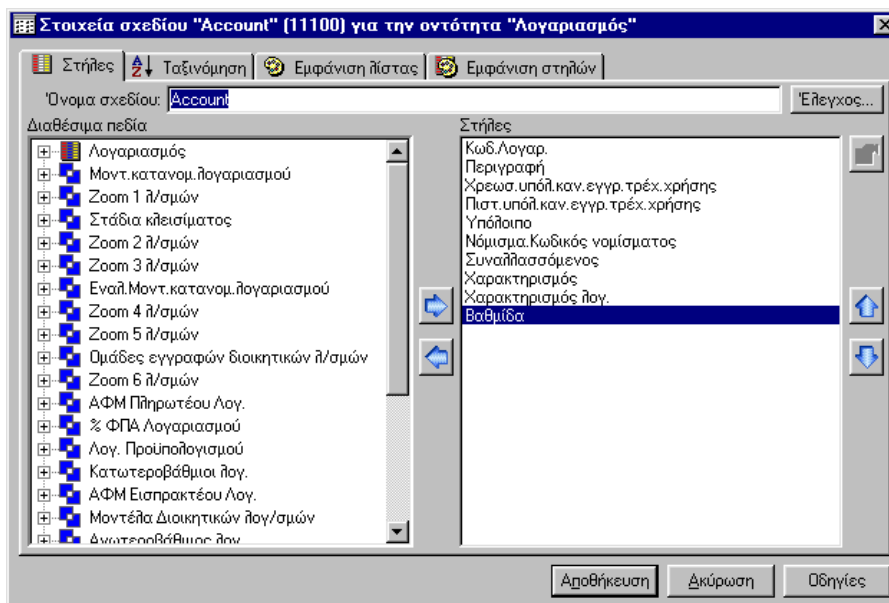 Στοιχεία σχεδίου "Account" (11100) για την οντότητα "Λογαριασμός"
Στήλες
Ταξινόμηση
Εμφάνιση λίστας
Εμφάνιση στηλών
Όνομα σχεδίου: Account
Έλεγχος...
Διαθέσιμα πεδία
Λογαριασμός
Μοντ.κατανομ.λογαριασμού
Zoom 1 λ/σμών
Στάδια κλεισίματος
Zoom 2 λ/σμών
Zoom 3 λ/σμών
Εναλ.Μοντ.κατανομ.λογαριασμού
Zoom 4 λ/σμών
Zoom 5 λ/σμών
Ομάδες εγγραφών διοικητικών λ/σμών
Zoom 6 λ/σμών
ΑΦΜ Πληρωτέου Λογ.
% ΦΠΑ Λογαριασμού
Λογ. Προϋπολογισμού
Κατωτεροβάθμιοι λογ.
ΑΦΜ Εισπρακτέου Λογ.
Μοντέλα Διοικητικών λογ/σμών
Ανωτεροβάθμιος λογ
Στήλες
Κωδ.Λογαρ.
Περιγραφή
Χρεωσ.υπόλ.καν.εγγρ.τρέχ.χρήσης
Πιστ.υπόλ.καν.εγγρ.τρέχ.χρήσης
Υπόλοιπο
Νόμισμα.Κωδικός νομίσματος
Συναλλασσόμενος
Χαρακτηρισμός
Χαρακτηρισμός λογ.
Βαθμίδα
Αποθήκευση
Ακύρωση
Οδηγίες